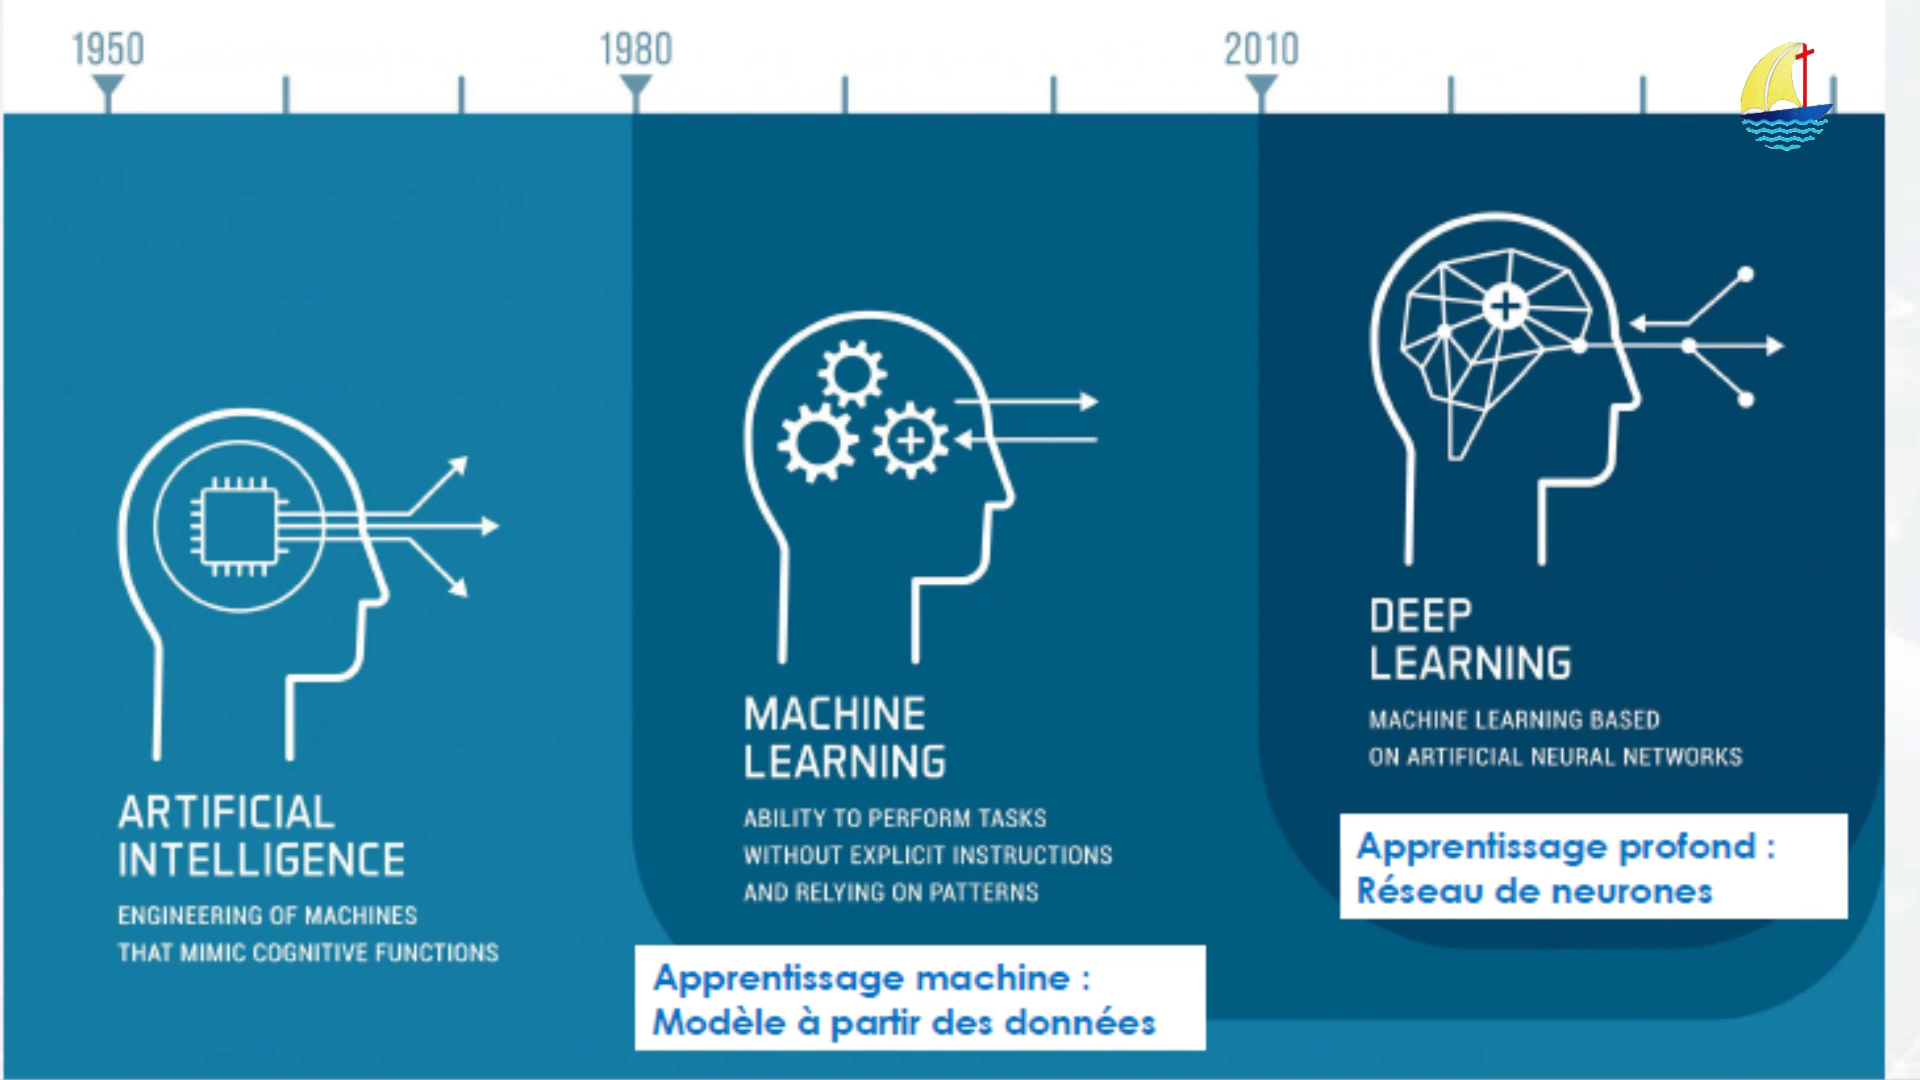 1950
1980
2010
ARTIFICIAL
INTELLIGENCE
ENGINEERING OF MACHINES
THAT MIMIC COGNITIVE FUNCTIONS
MACHINE
LEARNING
ABILITY TO PERFORM TASKS
WITHOUT EXPLICIT INSTRUCTIONS
AND RELYING ON PATTERNS
Apprentissage machine :
Modèle à partir des données
DEEP
LEARNING
MACHINE LEARNING BASED
ON ARTIFICIAL NEURAL NETWORKS
Apprentissage profond :
Réseau de neurones